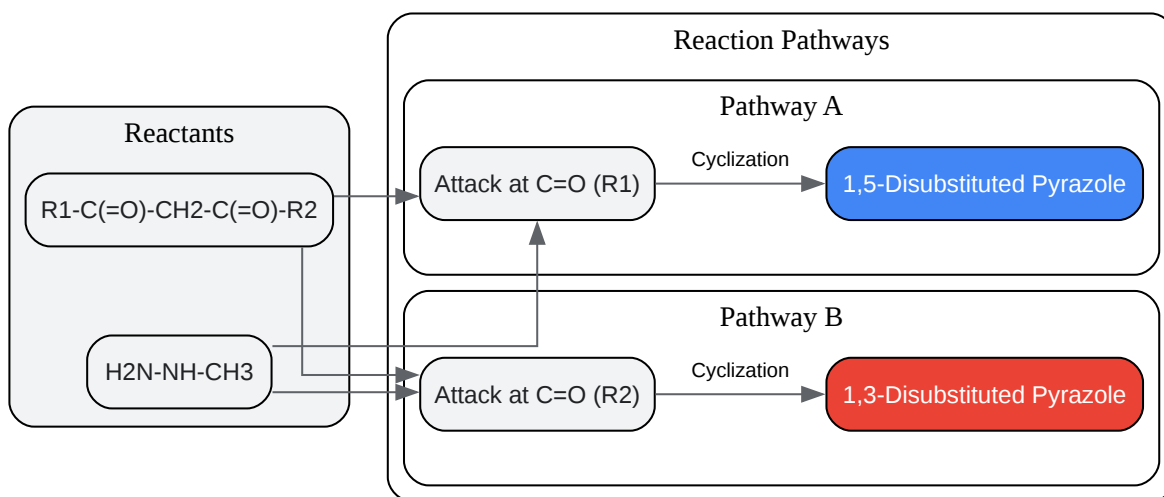 Reaction Pathways
Reactants
Pathway A
R1-C(=O)-CH2-C(=O)-R2
Attack at C=O (R1)
Cyclization
1,5-Disubstituted Pyrazole
Pathway B
H2N-NH-CH3
Attack at C=O (R2)
Cyclization
1,3-Disubstituted Pyrazole